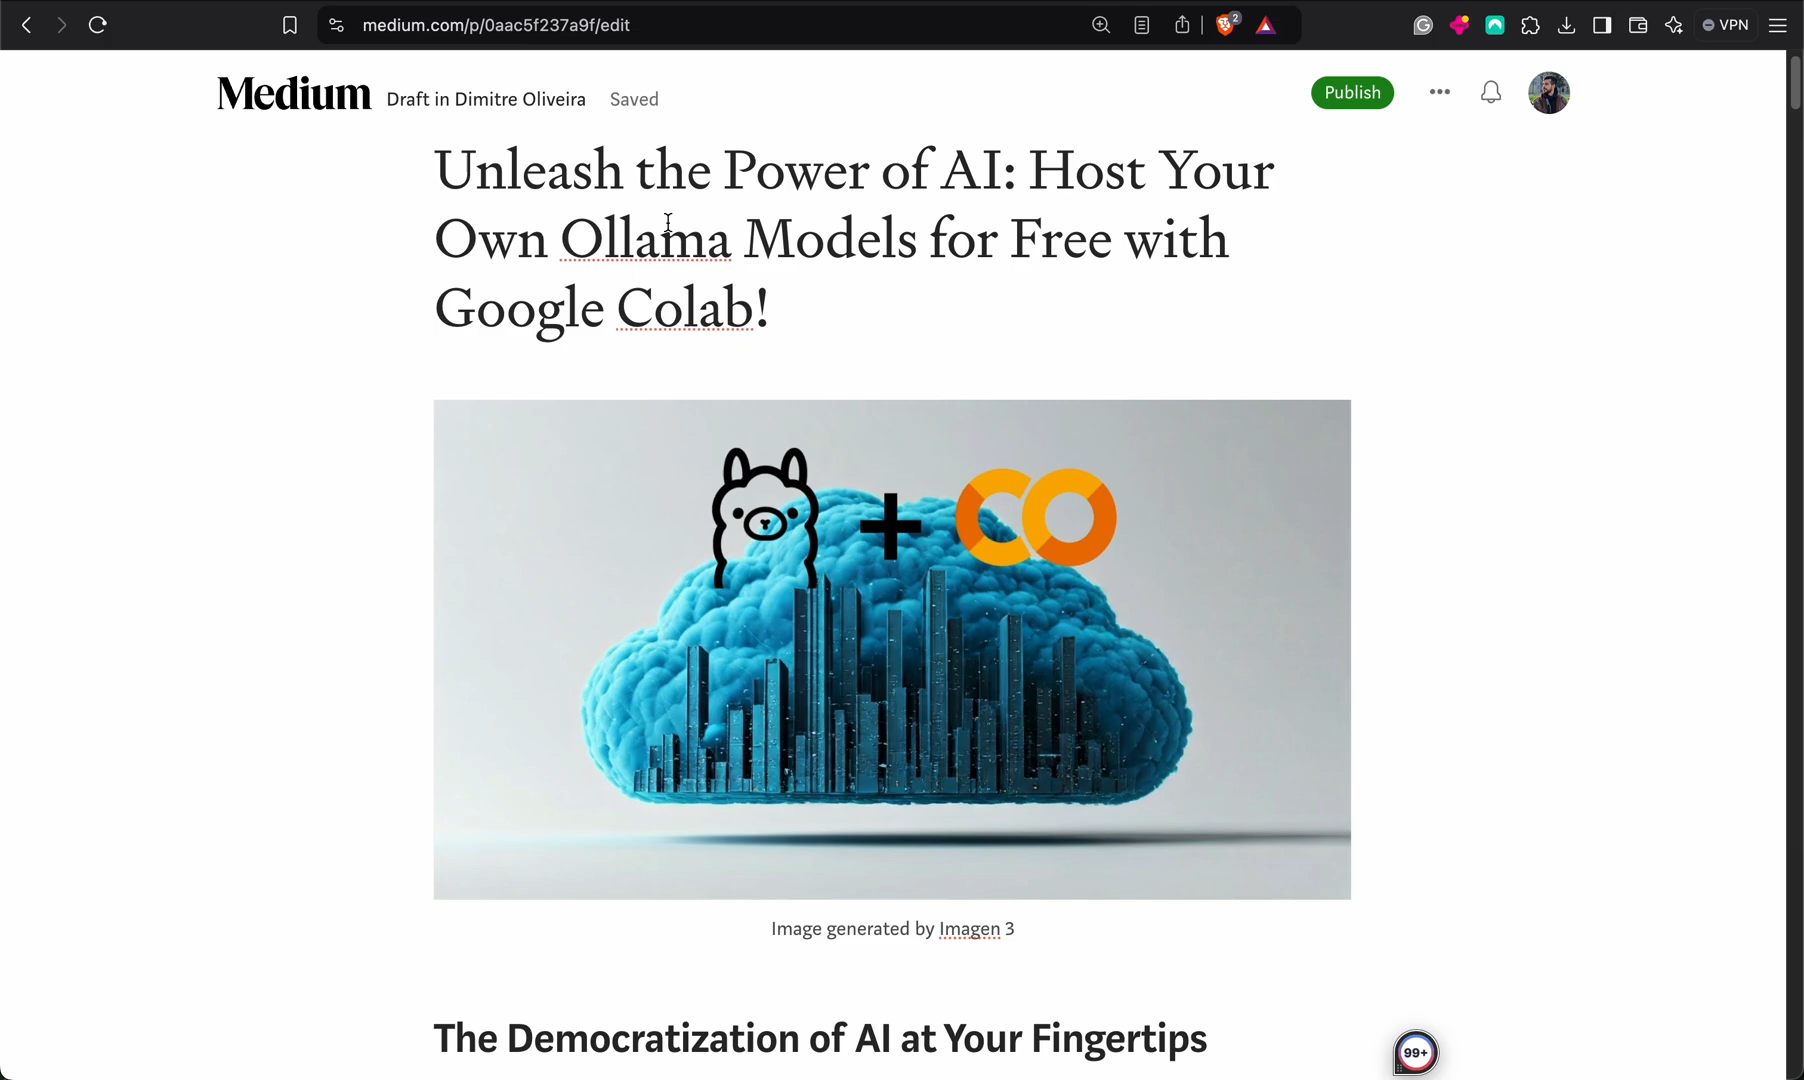 medium.com/p/0aac5f237a9f/edit
2
VPN
Medium Draft in Dimitre Oliveira Saved
Publish
Unleash the Power of AI: Host Your
Own Ollama Models for Free with
Google Colab!
+ CO
Image generated by Imagen 3
The Democratization of AI at Your Fingertips
99+